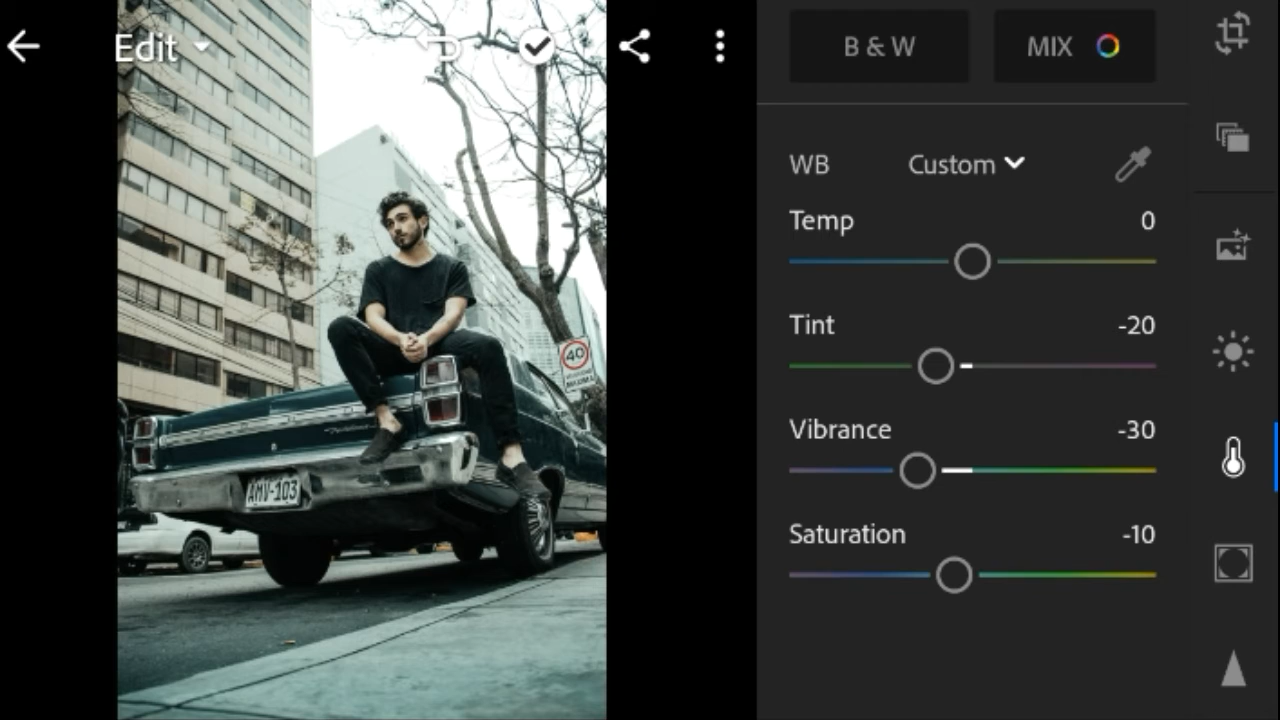 Edit
B & W
MIX
WB
Custom
Temp
0
Tint
-20
Vibrance
-30
Saturation
-10
40
AMV-103